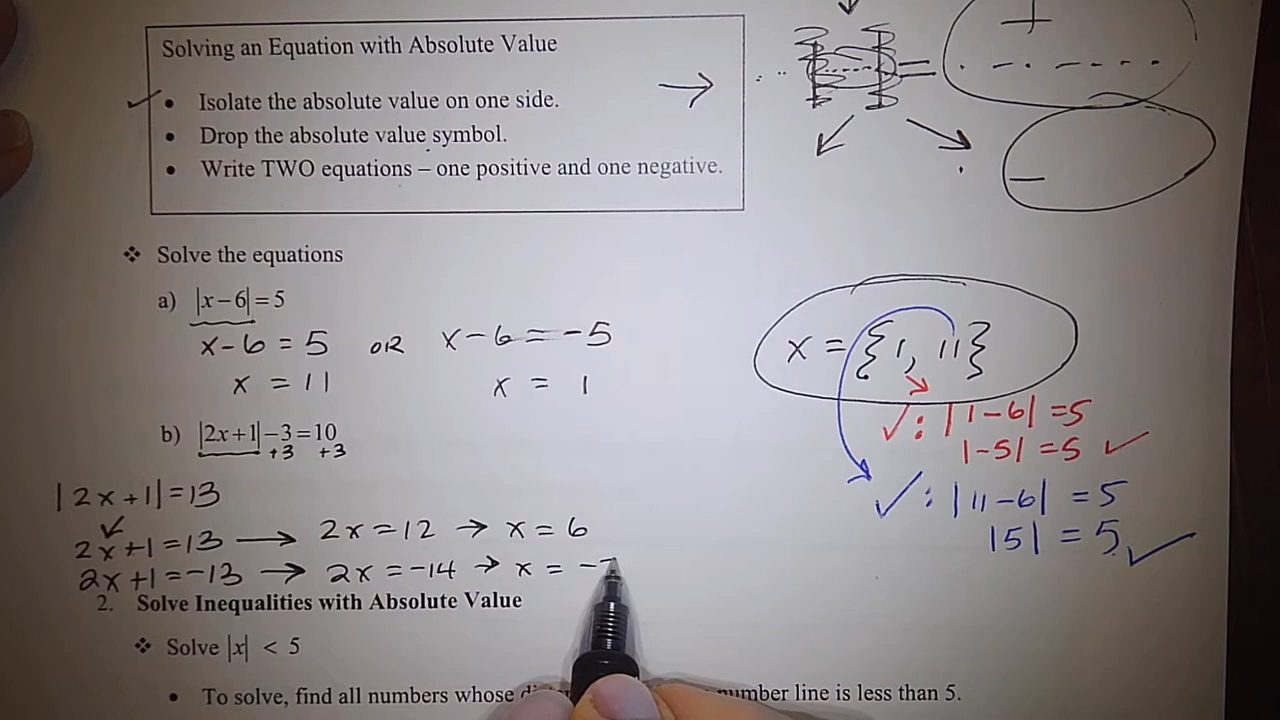 Solving an Equation with Absolute Value
• Isolate the absolute value on one side.
• Drop the absolute value symbol.
• Write TWO equations – one positive and one negative.
+
=
−
❖ Solve the equations
a) |x−6|=5
x−6 = 5 OR x−6 = −5
x = 11 x = 1
x = {1, 11}
✓: |1−6| = 5
|−5| = 5 ✓
✓: |11−6| = 5
|5| = 5 ✓
b) |2x+1|−3=10
+3 +3
|2x+1|=13
2x+1=13 → 2x=12 → x=6
2x+1=−13 → 2x=−14 → x = −
2. Solve Inequalities with Absolute Value
❖ Solve |x| < 5
• To solve, find all numbers whose number line is less than 5.